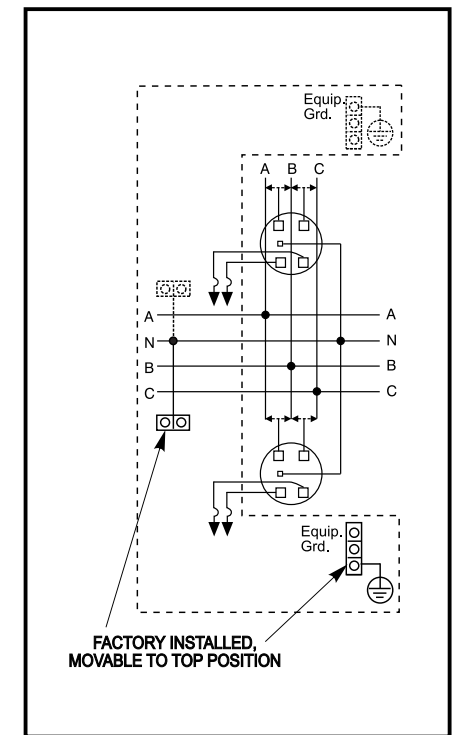 Equip.
Grd.
A B C
A A
N N
B B
C C
Equip.
Grd.
FACTORY INSTALLED,
MOVABLE TO TOP POSITION